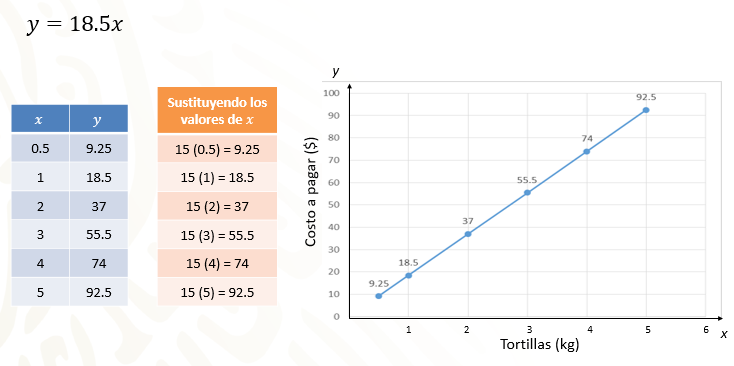 y = 18.5x
x y
0.5 9.25
1 18.5
2 37
3 55.5
4 74
5 92.5
Sustituyendo los
valores de x
15 (0.5) = 9.25
15 (1) = 18.5
15 (2) = 37
15 (3) = 55.5
15 (4) = 74
15 (5) = 92.5
y
Costo a pagar ($)
100
90
80
70
60
50
40
30
20
10
0
9.25
18.5
37
55.5
74
92.5
1 2 3 4 5 6 x
Tortillas (kg)